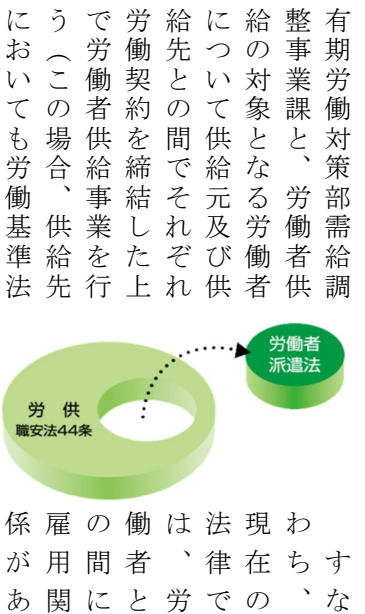 有期労働対策部需給調
整事業課と、労働者供
給の対象となる労働者
について供給元及び供
給先との間でそれぞれ
労働契約を締結した上
で労働者供給事業を行
う（この場合、供給先
においても労働基準法
労働者
派遣法
労 供
職安法44条
すな
わち、
現在の
法律で
は、労
働者と
の間に
雇用関
係があ